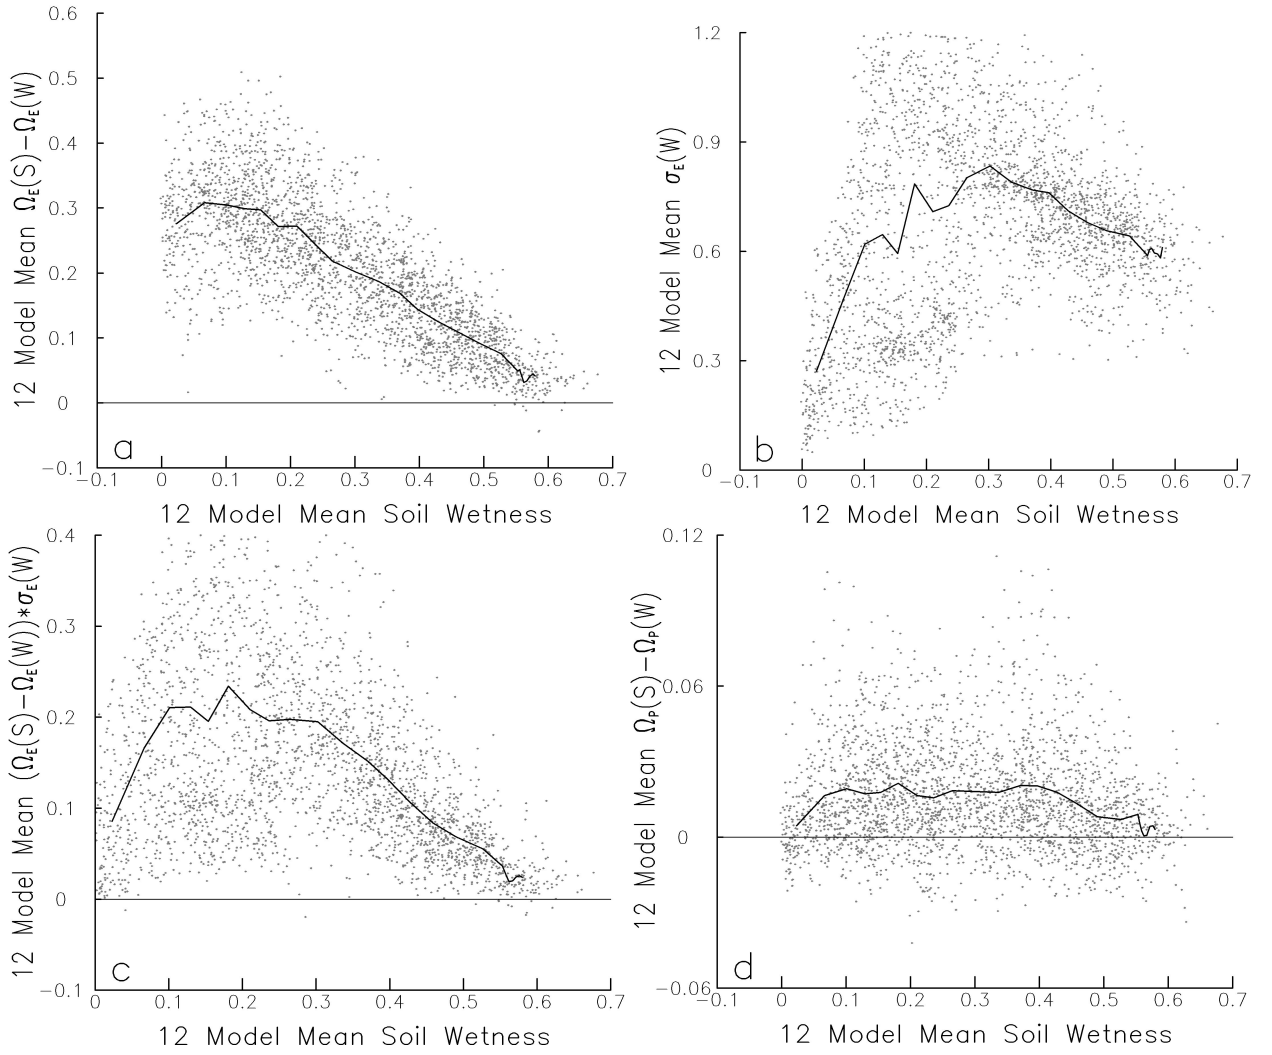 12 Model Mean Ω_E(S)−Ω_E(W)
0.6
0.5
0.4
0.3
0.2
0.1
0
−0.1
a
−0.1 0 0.1 0.2 0.3 0.4 0.5 0.6 0.7
12 Model Mean Soil Wetness
12 Model Mean σ_E(W)
1.2
0.9
0.6
0.3
0
b
−0.1 0 0.1 0.2 0.3 0.4 0.5 0.6 0.7
12 Model Mean Soil Wetness
12 Model Mean (Ω_E(S)−Ω_E(W))*σ_E(W)
0.4
0.3
0.2
0.1
0
−0.1
c
0 0.1 0.2 0.3 0.4 0.5 0.6 0.7
12 Model Mean Soil Wetness
12 Model Mean Ω_P(S)−Ω_P(W)
0.12
0.06
0
−0.06
d
−0.1 0 0.1 0.2 0.3 0.4 0.5 0.6 0.7
12 Model Mean Soil Wetness